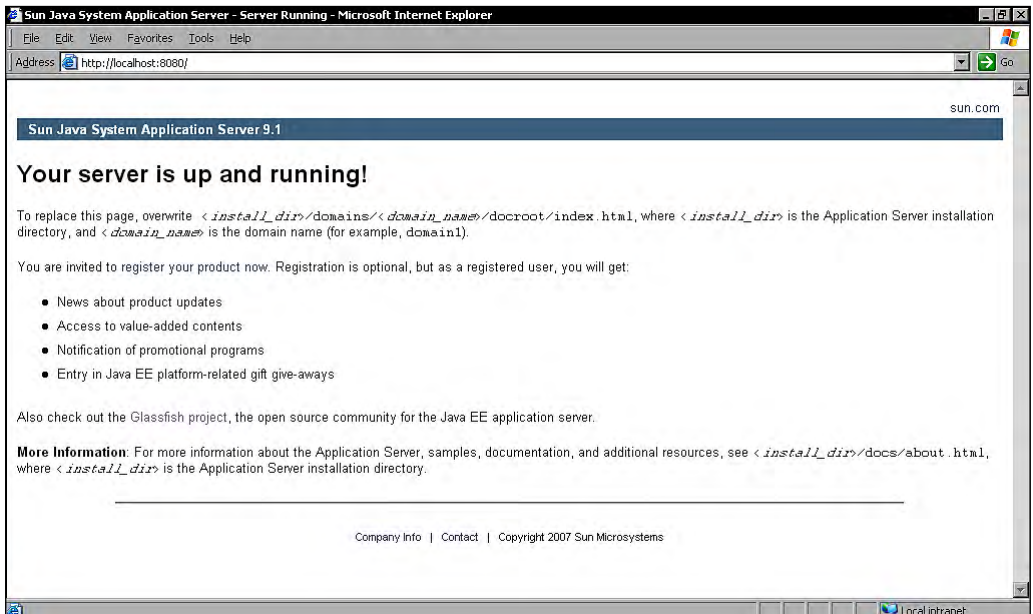 Sun Java System Application Server - Server Running - Microsoft Internet Explorer
File Edit View Favorites Tools Help
Address http://localhost:8080/ Go
sun.com
Sun Java System Application Server 9.1
Your server is up and running!
To replace this page, overwrite <install_dir>/domains/<domain_name>/docroot/index.html, where <install_dir> is the Application Server installation
directory, and <domain_name> is the domain name (for example, domain1).
You are invited to register your product now. Registration is optional, but as a registered user, you will get:
• News about product updates
• Access to value-added contents
• Notification of promotional programs
• Entry in Java EE platform-related gift give-aways
Also check out the Glassfish project, the open source community for the Java EE application server.
More Information: For more information about the Application Server, samples, documentation, and additional resources, see <install_dir>/docs/about.html,
where <install_dir> is the Application Server installation directory.
Company Info | Contact | Copyright 2007 Sun Microsystems
Local intranet